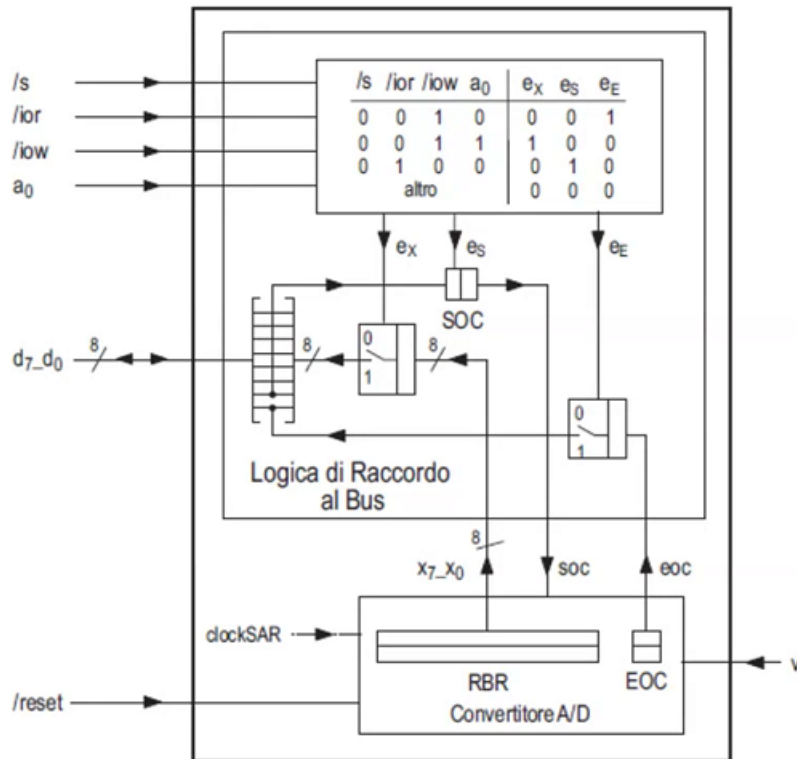 /s
/ior
/iow
a0
/s /ior /iow a0 eX eS eE
0 0 1 0 0 0 1
0 0 1 1 1 0 0
0 1 0 0 0 1 0
altro 0 0 0
eX
eS
eE
SOC
d7_d0
8
8
0
1
8
0
1
Logica di Raccordo
al Bus
8
x7_x0
soc
eoc
clockSAR
RBR
EOC
v
/reset
Convertitore A/D